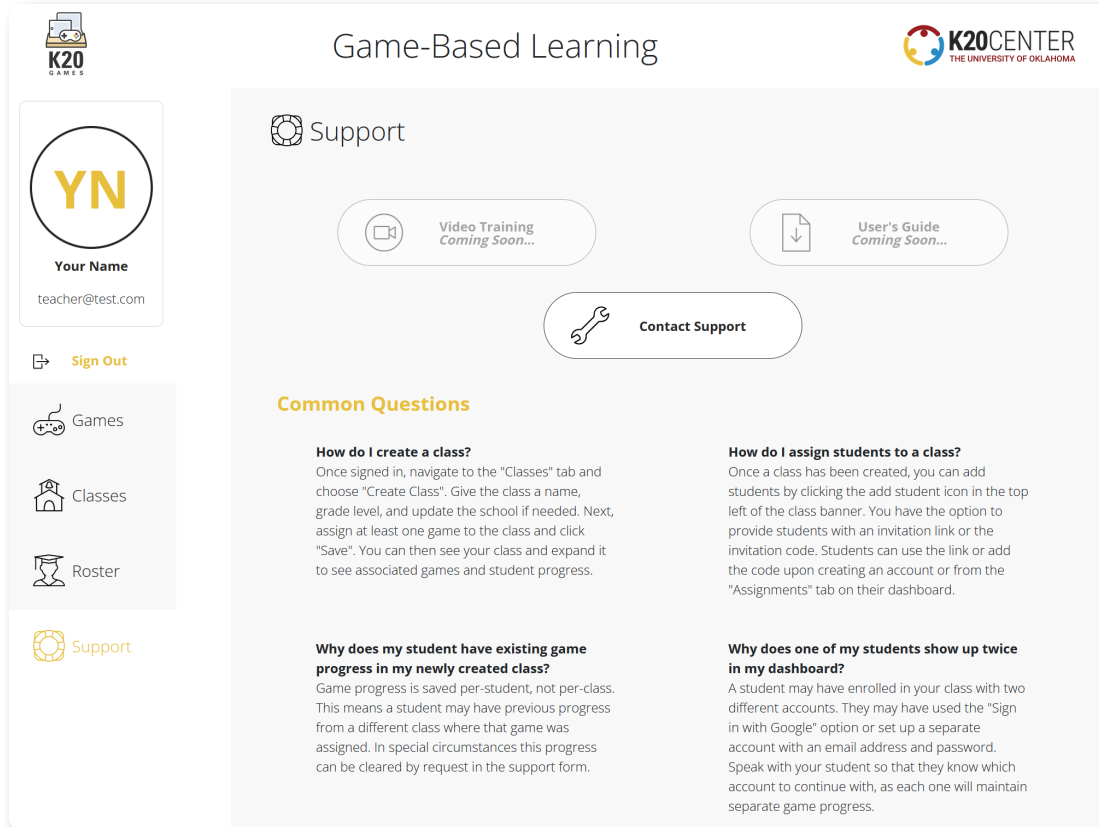 K20
GAMES
Game-Based Learning
K20CENTER
THE UNIVERSITY OF OKLAHOMA
YN
Your Name
teacher@test.com
Sign Out
Games
Classes
Roster
Support
Support
Video Training
Coming Soon...
User's Guide
Coming Soon...
Contact Support
Common Questions
How do I create a class?
Once signed in, navigate to the "Classes" tab and
choose "Create Class". Give the class a name,
grade level, and update the school if needed. Next,
assign at least one game to the class and click
"Save". You can then see your class and expand it
to see associated games and student progress.
How do I assign students to a class?
Once a class has been created, you can add
students by clicking the add student icon in the top
left of the class banner. You have the option to
provide students with an invitation link or the
invitation code. Students can use the link or add
the code upon creating an account or from the
"Assignments" tab on their dashboard.
Why does my student have existing game
progress in my newly created class?
Game progress is saved per-student, not per-class.
This means a student may have previous progress
from a different class where that game was
assigned. In special circumstances this progress
can be cleared by request in the support form.
Why does one of my students show up twice
in my dashboard?
A student may have enrolled in your class with two
different accounts. They may have used the "Sign
in with Google" option or set up a separate
account with an email address and password.
Speak with your student so that they know which
account to continue with, as each one will maintain
separate game progress.